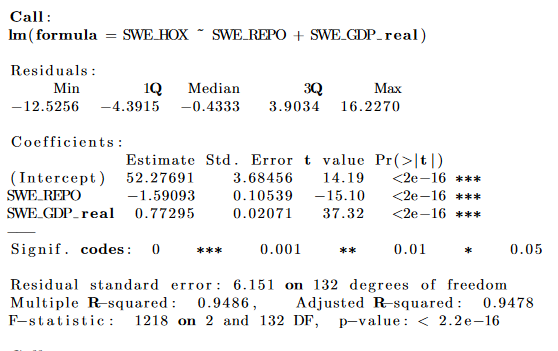 Call:
lm(formula = SWE_HOX ~ SWE_REPO + SWE_GDP_real)
Residuals:
Min 1Q Median 3Q Max
−12.5256 −4.3915 −0.4333 3.9034 16.2270
Coefficients:
Estimate Std. Error t value Pr(>|t|)
(Intercept) 52.27691 3.68456 14.19 <2e−16 ***
SWE_REPO −1.59093 0.10539 −15.10 <2e−16 ***
SWE_GDP_real 0.77295 0.02071 37.32 <2e−16 ***
——
Signif. codes: 0 *** 0.001 ** 0.01 * 0.05
Residual standard error: 6.151 on 132 degrees of freedom
Multiple R−squared: 0.9486, Adjusted R−squared: 0.9478
F−statistic: 1218 on 2 and 132 DF, p−value: < 2.2e−16